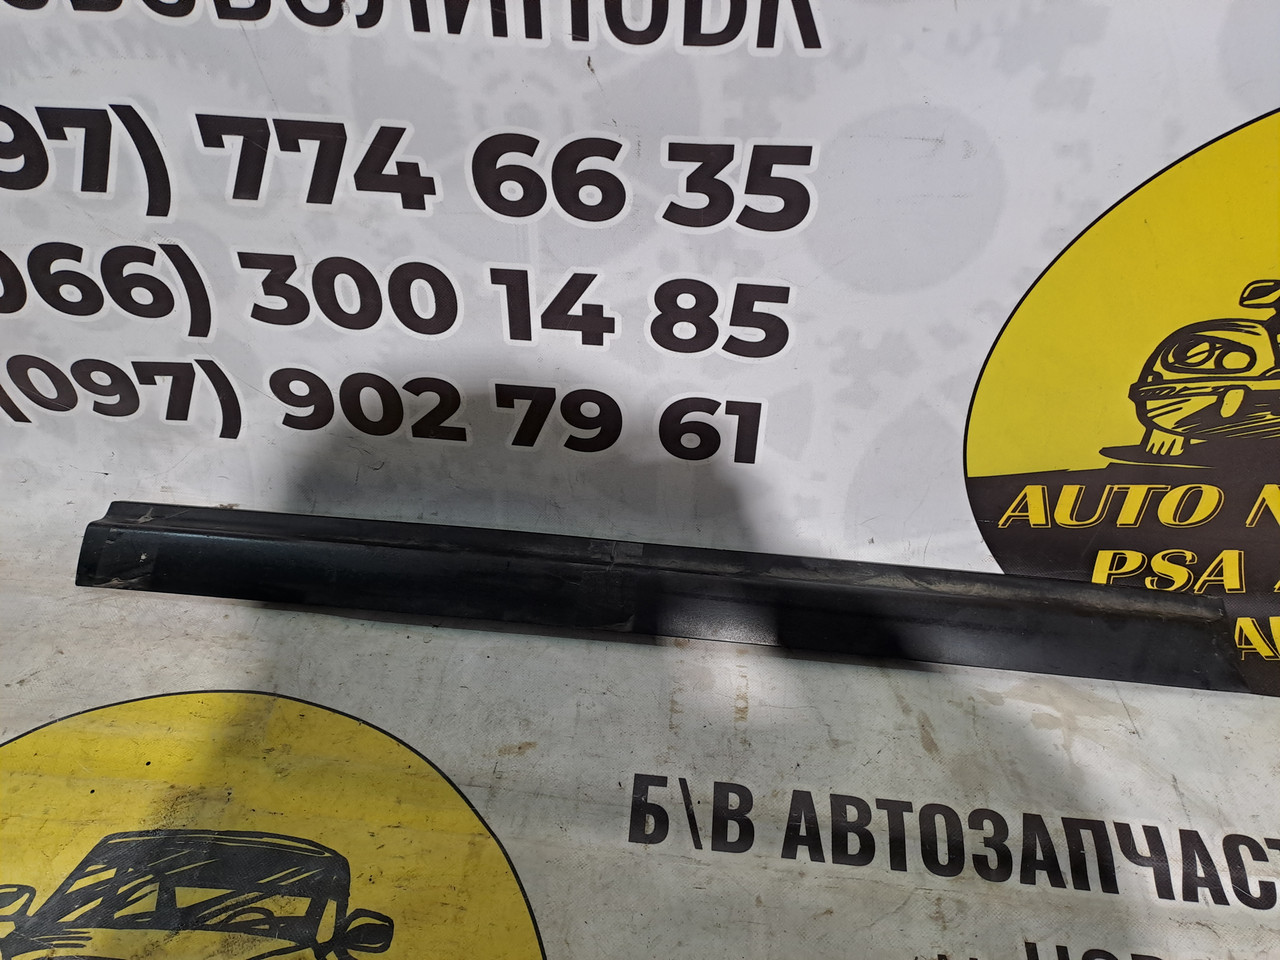 97) 774 66 35
066) 300 14 85
(097) 902 79 61
AUTO N
PSA
Б\В АВТОЗАПЧАСТ